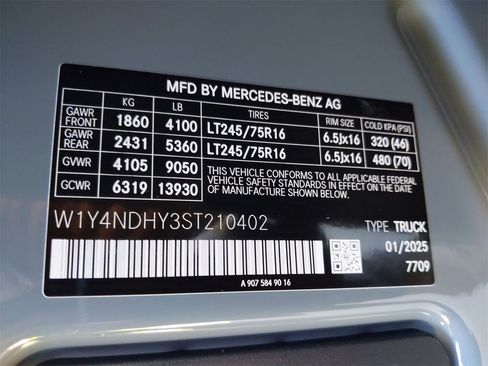 MFD BY MERCEDES-BENZ AG
KG LB TIRES RIM SIZE COLD KPA (PSI)
GAWR FRONT 1860 4100 LT245/75R16 6.5Jx16 320 (46)
GAWR REAR 2431 5360 LT245/75R16 6.5Jx16 480 (70)
GVWR 4105 9050
GCWR 6319 13930
THIS VEHICLE CONFORMS TO ALL APPLICABLE FEDERAL
VEHICLE SAFETY STANDARDS IN EFFECT ON THE DATE
OF MANUFACTURE SHOWN BELOW.
W1Y4NDHY3ST210402
TYPE TRUCK
01/2025
7709
A 907 584 90 16